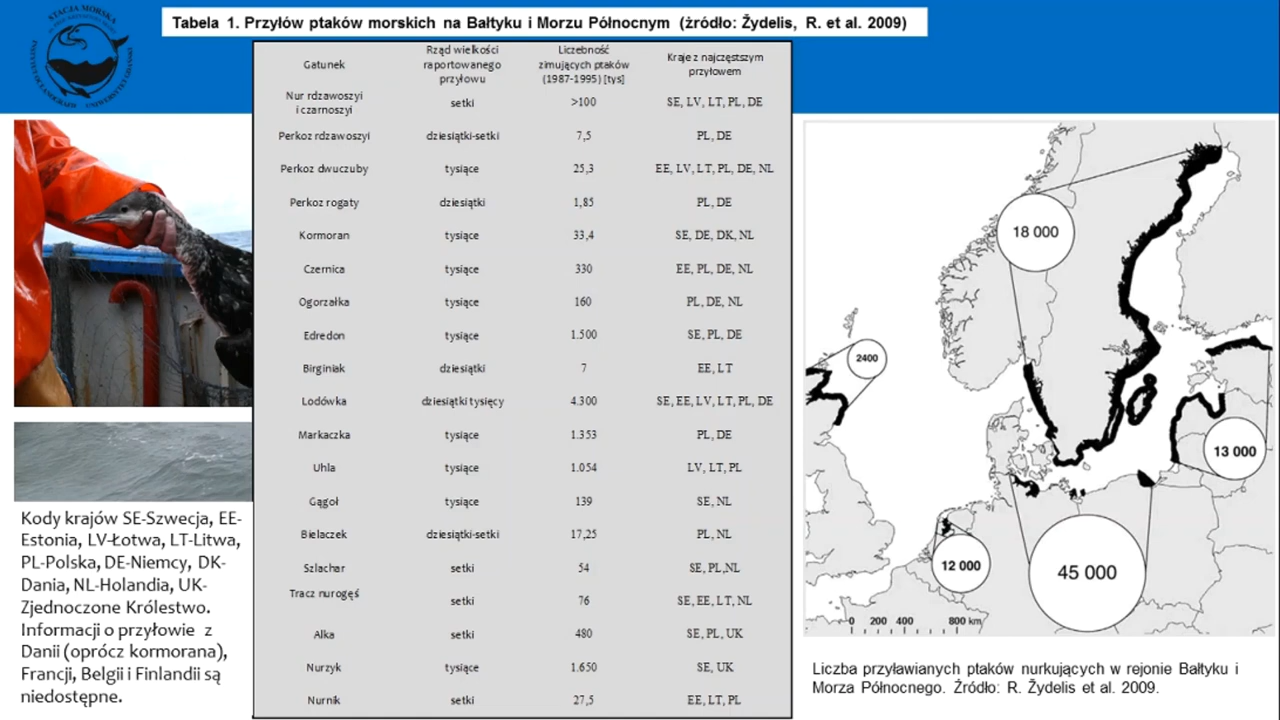 Tabela 1. Przyłów ptaków morskich na Bałtyku i Morzu Północnym (żródło: Žydelis, R. et al. 2009)
STACJA MORSKA
INSTYTUT OCEANOGRAFII UNIWERSYTET GDAŃSKI
Gatunek Rząd wielkości raportowanego przyłowu Liczebność zimujących ptaków (1987-1995) [tys] Kraje z najczęstszym przyłowem
Nur rdzawoszyi i czarnoszyi setki >100 SE, LV, LT, PL, DE
Perkoz rdzawoszyi dziesiątki-setki 7,5 PL, DE
Perkoz dwuczuby tysiące 25,3 EE, LV, LT, PL, DE, NL
Perkoz rogaty dziesiątki 1,85 PL, DE
Kormoran tysiące 33,4 SE, DE, DK, NL
Czernica tysiące 330 EE, PL, DE, NL
Ogorzałka tysiące 160 PL, DE, NL
Edredon tysiące 1.500 SE, PL, DE
Birginiak dziesiątki 7 EE, LT
Lodówka dziesiątki tysięcy 4.300 SE, EE, LV, LT, PL, DE
Markaczka tysiące 1.353 PL, DE
Uhla tysiące 1.054 LV, LT, PL
Gągoł tysiące 139 SE, NL
Bielaczek dziesiątki-setki 17,25 PL, NL
Szlachar setki 54 SE, PL,NL
Tracz nurogęś setki 76 SE, EE, LT, NL
Alka setki 480 SE, PL, UK
Nurzyk tysiące 1.650 SE, UK
Nurnik setki 27,5 EE, LT, PL
Kody krajów SE-Szwecja, EE-
Estonia, LV-Łotwa, LT-Litwa,
PL-Polska, DE-Niemcy, DK-
Dania, NL-Holandia, UK-
Zjednoczone Królestwo.
Informacji o przyłowie z
Danii (oprócz kormorana),
Francji, Belgii i Finlandii są
niedostępne.
18 000
2400
13 000
12 000
45 000
0 200 400 800 km
Liczba przyławianych ptaków nurkujących w rejonie Bałtyku i
Morza Północnego. Źródło: R. Žydelis et al. 2009.